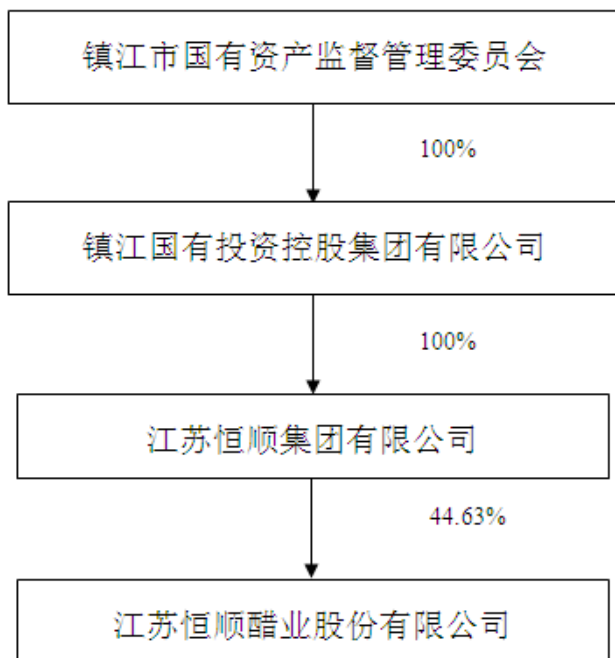 镇江市国有资产监督管理委员会
100%
镇江国有投资控股集团有限公司
100%
江苏恒顺集团有限公司
44.63%
江苏恒顺醋业股份有限公司